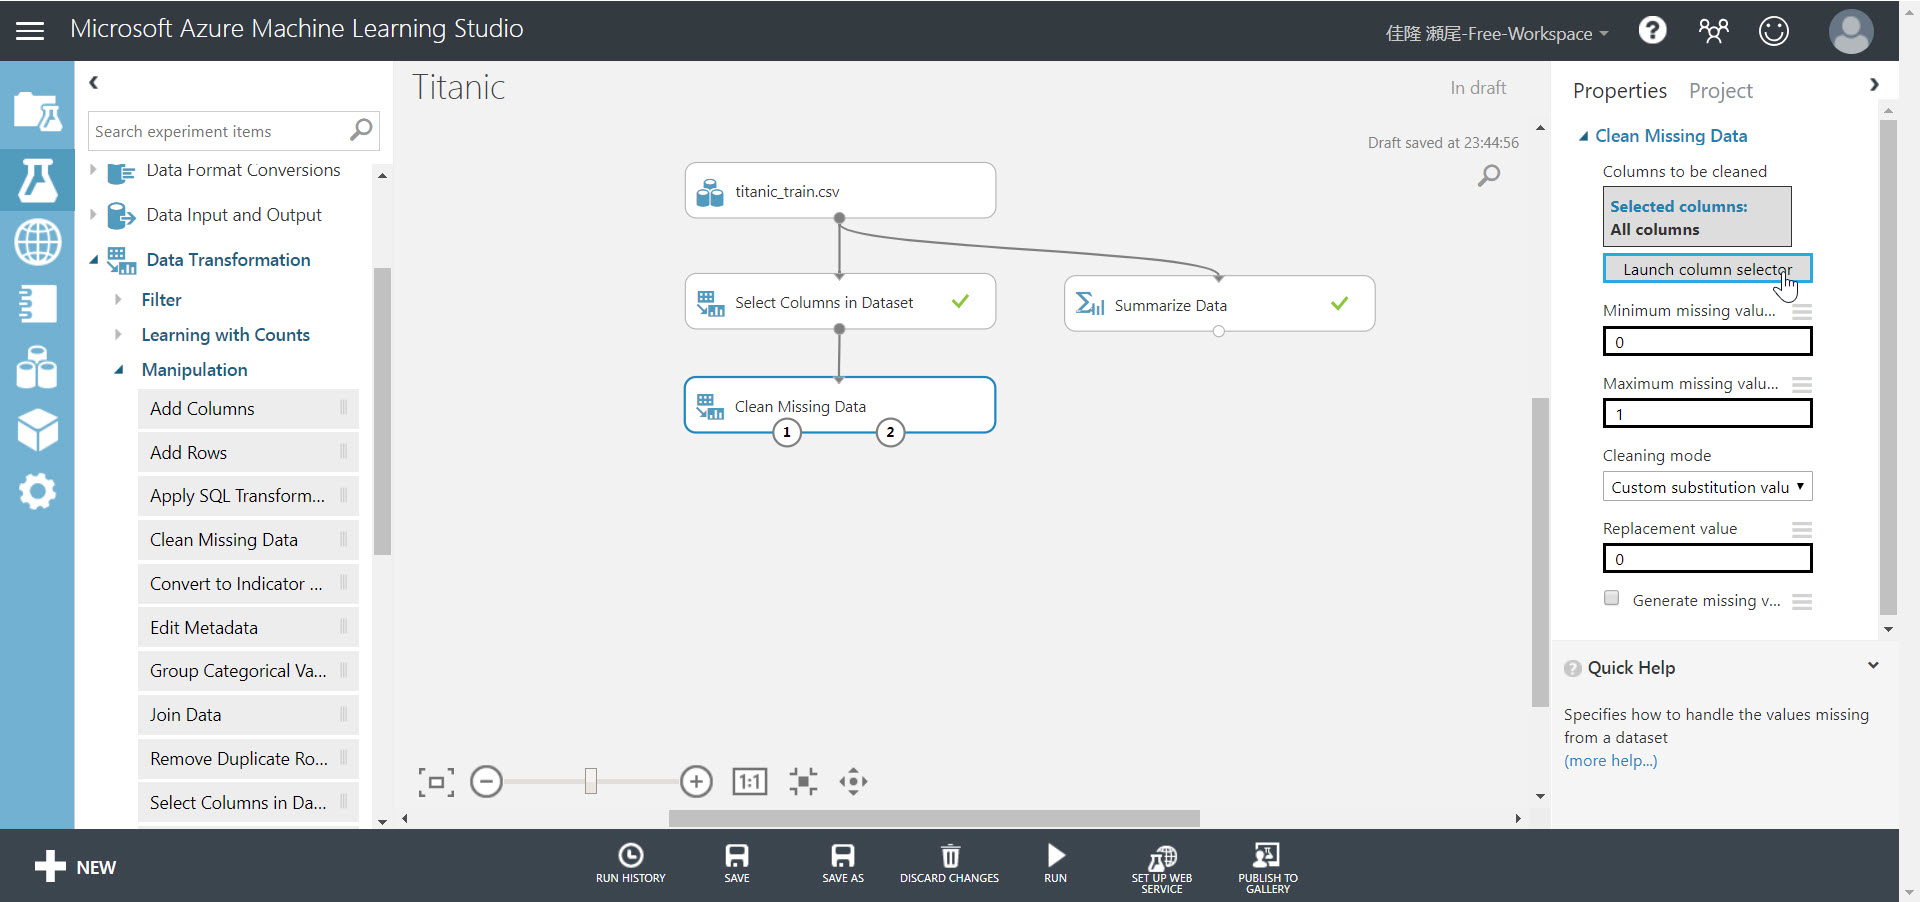 Microsoft Azure Machine Learning Studio
佳隆 瀬尾-Free-Workspace
?
Search experiment items
Data Format Conversions
Data Input and Output
Data Transformation
Filter
Learning with Counts
Manipulation
Add Columns
Add Rows
Apply SQL Transform...
Clean Missing Data
Convert to Indicator ...
Edit Metadata
Group Categorical Va...
Join Data
Remove Duplicate Ro...
Select Columns in Da...
Titanic
In draft
Draft saved at 23:44:56
titanic_train.csv
Select Columns in Dataset
Summarize Data
Clean Missing Data
1
2
1:1
Properties
Project
Clean Missing Data
Columns to be cleaned
Selected columns:
All columns
Launch column selector
Minimum missing valu...
0
Maximum missing valu...
1
Cleaning mode
Custom substitution valu
Replacement value
0
Generate missing v...
? Quick Help
Specifies how to handle the values missing
from a dataset
(more help...)
NEW
RUN HISTORY
SAVE
SAVE AS
DISCARD CHANGES
RUN
SET UP WEB
SERVICE
PUBLISH TO
GALLERY